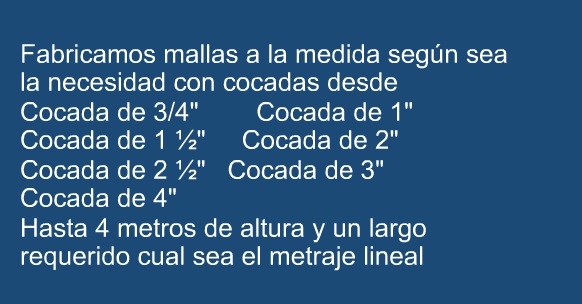 Fabricamos mallas a la medida según sea
la necesidad con cocadas desde
Cocada de 3/4" Cocada de 1"
Cocada de 1 ½" Cocada de 2"
Cocada de 2 ½" Cocada de 3"
Cocada de 4"
Hasta 4 metros de altura y un largo
requerido cual sea el metraje lineal